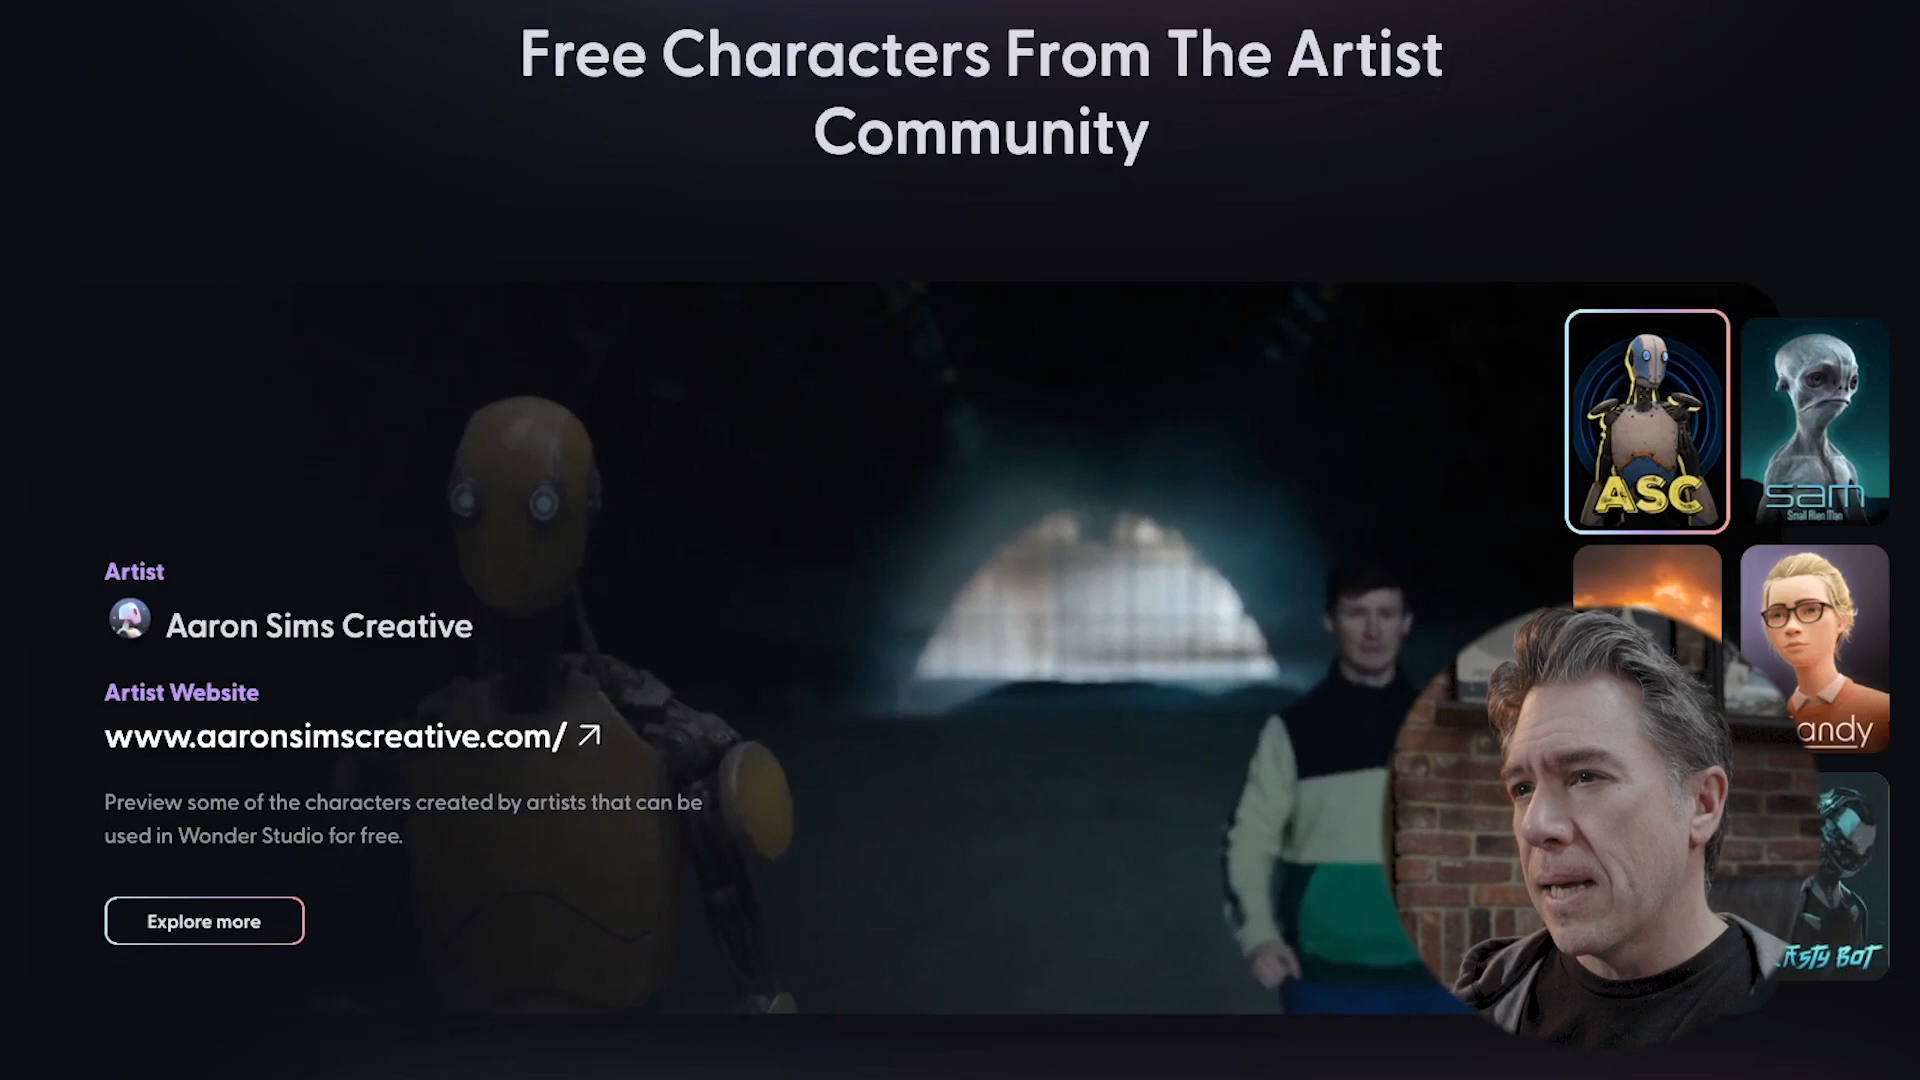 Free Characters From The Artist
Community
Artist
Aaron Sims Creative
Artist Website
www.aaronsimscreative.com/
Preview some of the characters created by artists that can be
used in Wonder Studio for free.
Explore more
ASC
sam
Small Alien Man
andy
BOT